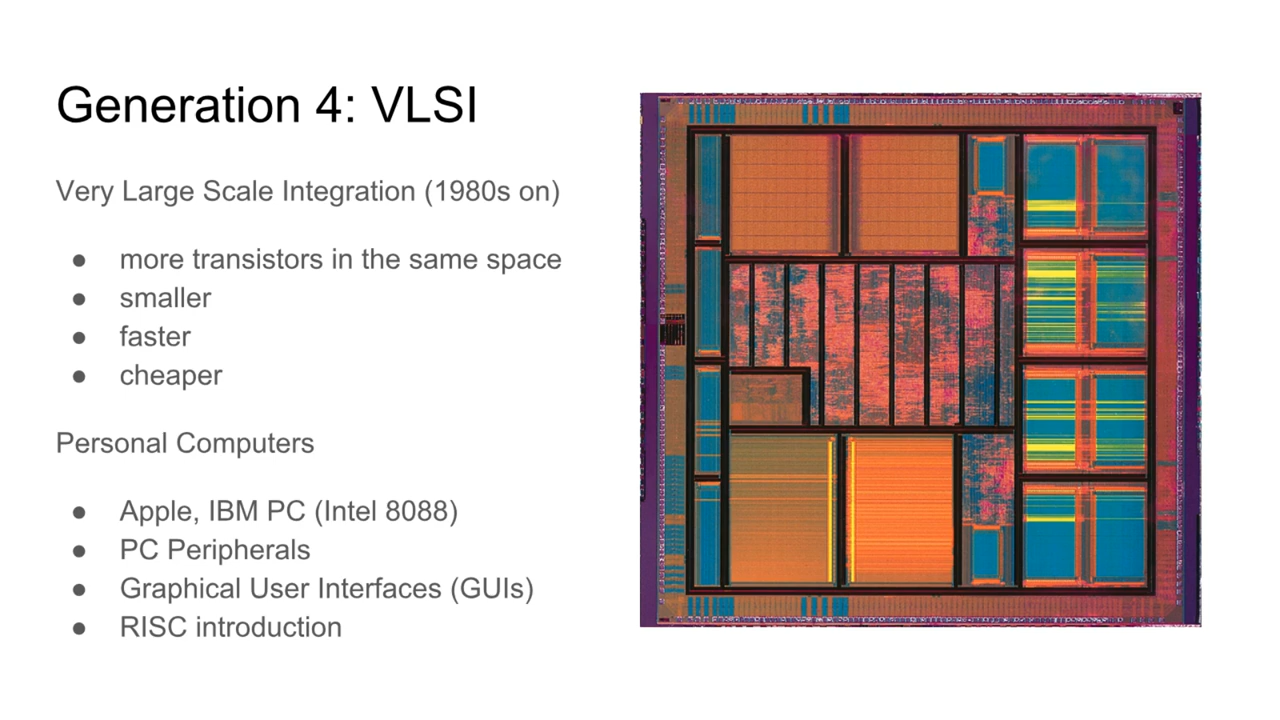 Generation 4: VLSI
Very Large Scale Integration (1980s on)
● more transistors in the same space
● smaller
● faster
● cheaper
Personal Computers
● Apple, IBM PC (Intel 8088)
● PC Peripherals
● Graphical User Interfaces (GUIs)
● RISC introduction